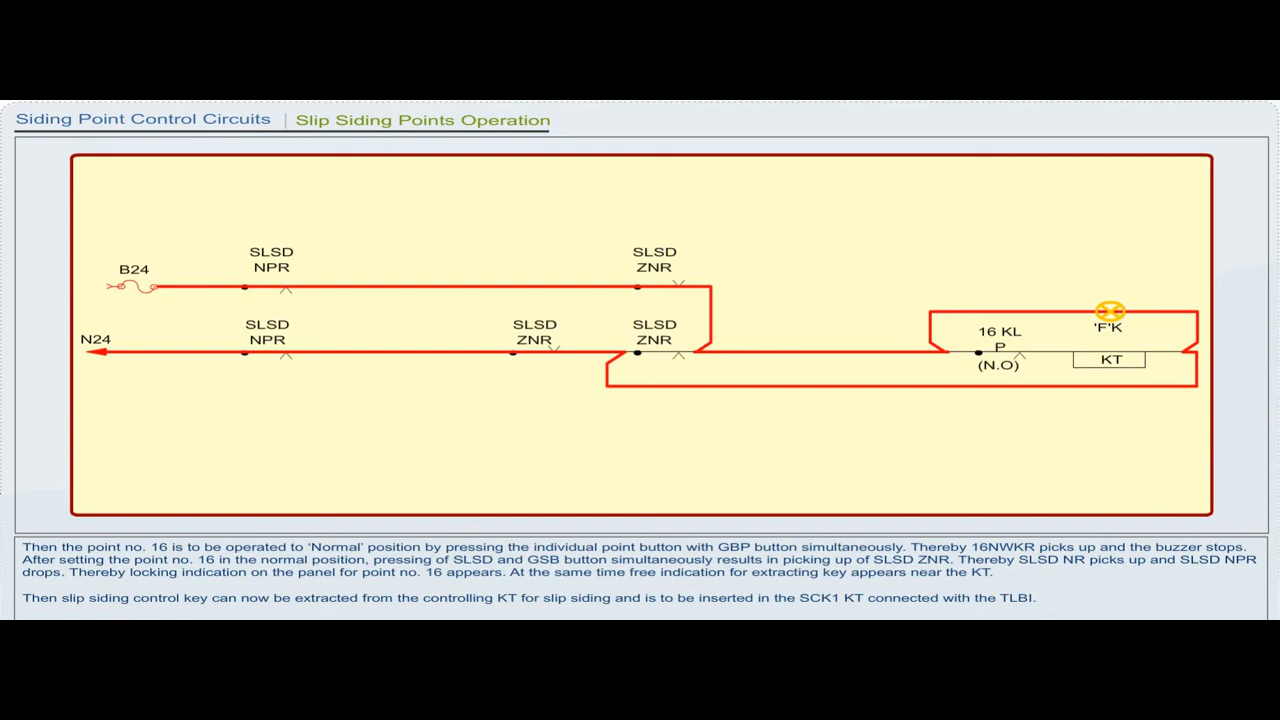 Siding Point Control Circuits | Slip Siding Points Operation
SLSD
NPR
SLSD
ZNR
B24
SLSD
NPR
SLSD
ZNR
SLSD
ZNR
N24
'F'K
16 KL
P
(N.O)
KT
Then the point no. 16 is to be operated to 'Normal' position by pressing the individual point button with GBP button simultaneously. Thereby 16NWKR picks up and the buzzer stops.
After setting the point no. 16 in the normal position, pressing of SLSD and GSB button simultaneously results in picking up of SLSD ZNR. Thereby SLSD NR picks up and SLSD NPR
drops. Thereby locking indication on the panel for point no. 16 appears. At the same time free indication for extracting key appears near the KT.
Then slip siding control key can now be extracted from the controlling KT for slip siding and is to be inserted in the SCK1 KT connected with the TLBI.